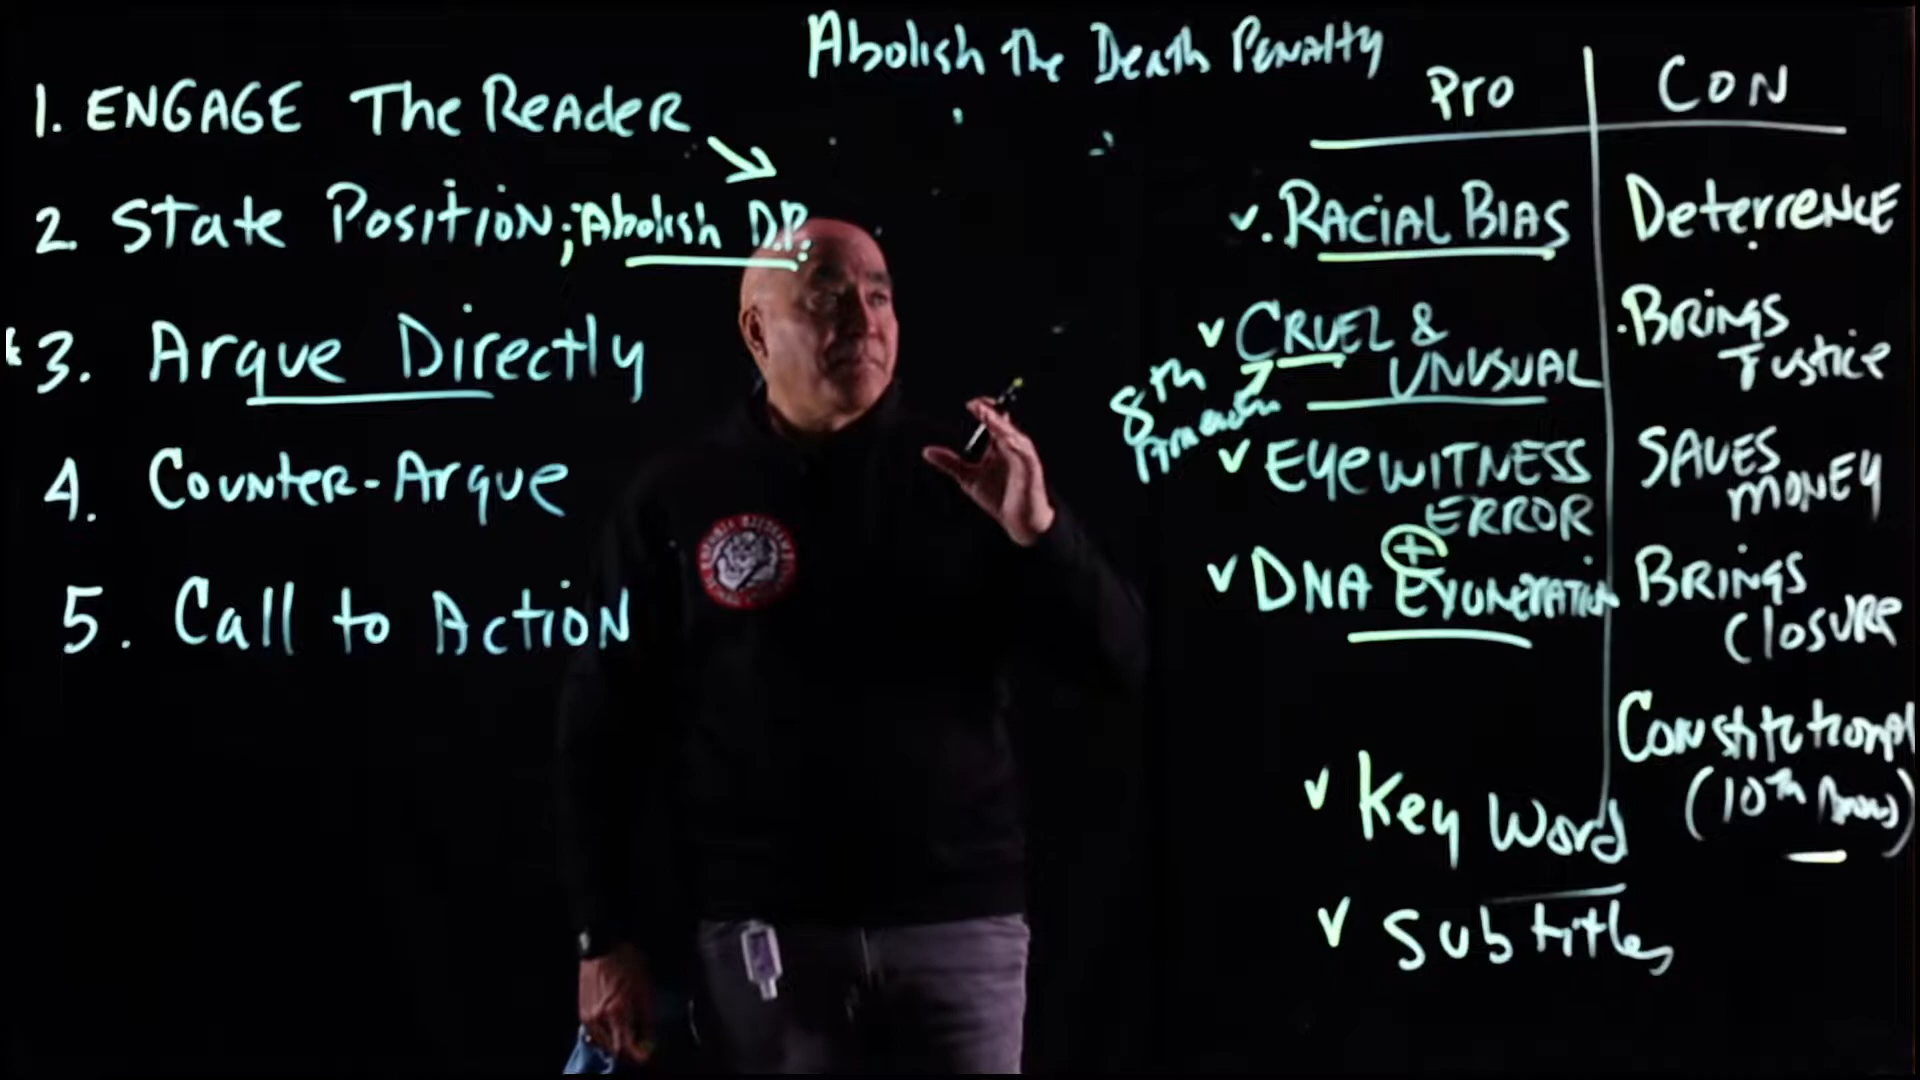 Abolish the Death Penalty
1. ENGAGE The Reader
2 State Position; Abolish D.P.
3. Argue Directly
4. Counter-Argue
5. Call to Action
Pro
✓. RACIAL BIAS
✓ CRUEL &
UNUSUAL
8th
✓ EyeWITNESS
ERROR
✓ DNA Exoneration
+
✓ Key Word
✓ Subtitles
CON
DeterrENCE
BRINGS
Justice
SAVES
MONEY
BRINGS
Closure
Constitutional
(10th